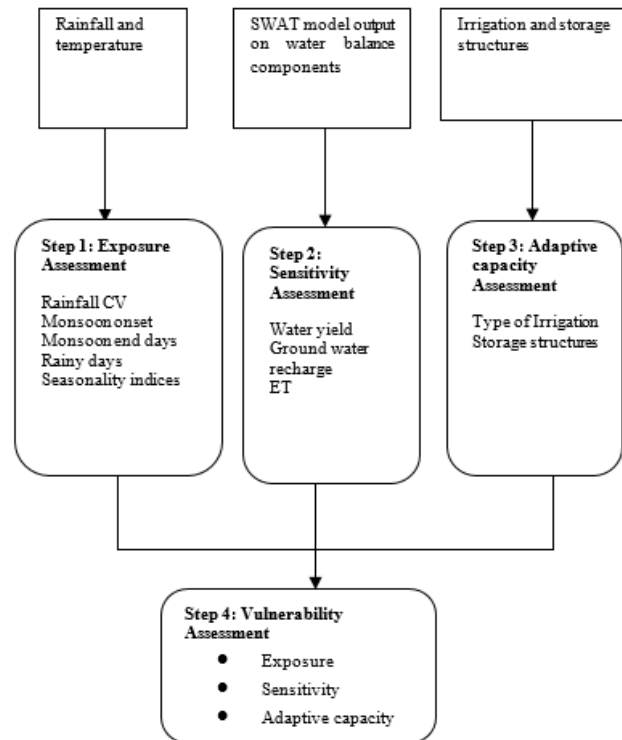 Rainfall and
temperature
SWAT model output
on water balance
components
Irrigation and storage
structures
Step 1: Exposure
Assessment
Rainfall CV
Monsoon onset
Monsoon end days
Rainy days
Seasonality indices
Step 2:
Sensitivity
Assessment
Water yield
Ground water
recharge
ET
Step 3: Adaptive
capacity
Assessment
Type of Irrigation
Storage structures
Step 4: Vulnerability
Assessment
● Exposure
● Sensitivity
● Adaptive capacity